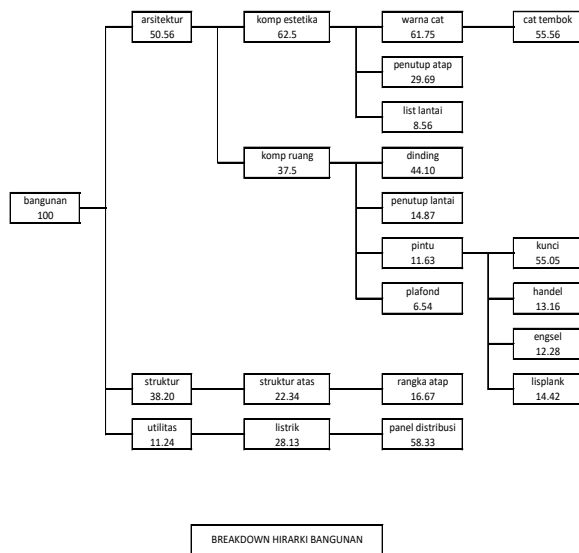 arsitektur
50.56
komp estetika
62.5
warna cat
61.75
cat tembok
55.56
penutup atap
29.69
list lantai
8.56
komp ruang
37.5
dinding
44.10
bangunan
100
penutup lantai
14.87
pintu
11.63
kunci
55.05
plafond
6.54
handel
13.16
engsel
12.28
struktur
38.20
struktur atas
22.34
rangka atap
16.67
lisplank
14.42
utilitas
11.24
listrik
28.13
panel distribusi
58.33
BREAKDOWN HIRARKI BANGUNAN